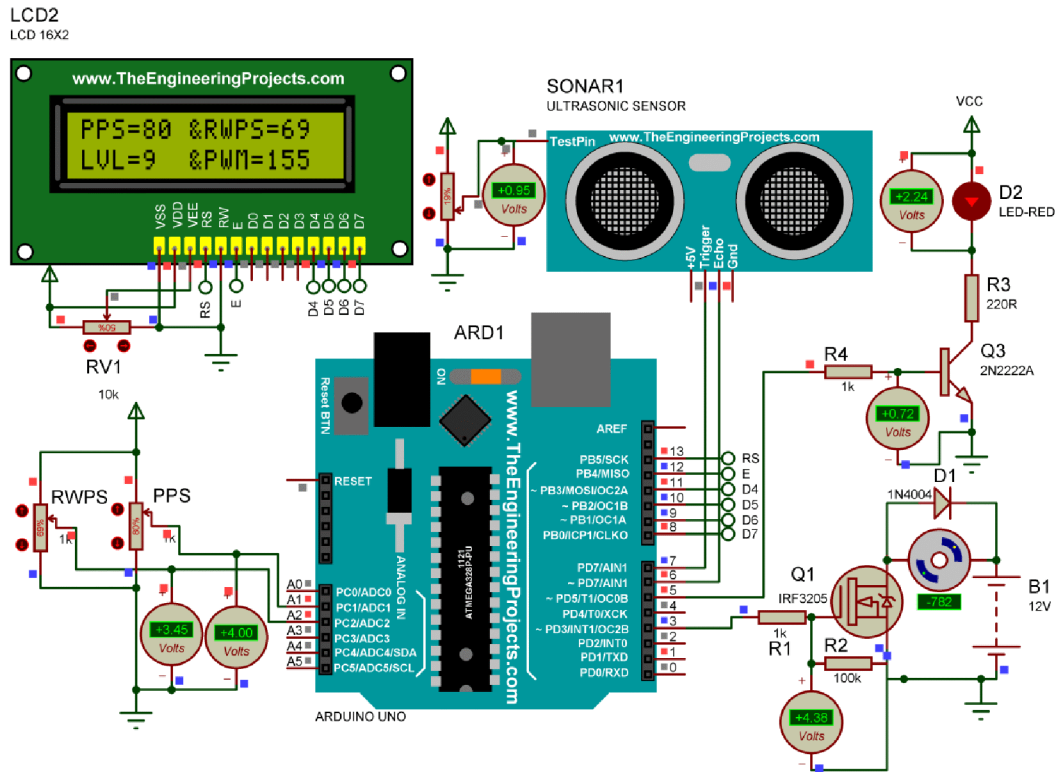 LCD2
LCD 16X2
www.TheEngineeringProjects.com
PPS=80 &RWPS=69
LVL=9 &PWM=155
VSS VDD VEE RS RW E D0 D1 D2 D3 D4 D5 D6 D7
RS E D4 D5 D6 D7
50%
RV1
10k
SONAR1
ULTRASONIC SENSOR
TestPin www.TheEngineeringProjects.com
19%
+0.95
Volts
+5V Trigger Echo Gnd
VCC
+2.24
Volts
D2
LED-RED
R3
220R
Q3
2N2222A
R4
1k
+0.72
Volts
ARD1
Reset BTN
ON
www.TheEngineeringProjects.com
RESET
ANALOG IN
1121
ATMEGA328P-PU
AREF
PB5/SCK 13 RS
PB4/MISO 12 E
~ PB3/MOSI/OC2A 11 D4
~ PB2/OC1B 10 D5
~ PB1/OC1A 9 D6
PB0/ICP1/CLKO 8 D7
PD7/AIN1 7
~ PD7/AIN1 6
~ PD5/T1/OC0B 5
PD4/T0/XCK 4
~ PD3/INT1/OC2B 3
PD2/INT0 2
PD1/TXD 1
PD0/RXD 0
A0 PC0/ADC0
A1 PC1/ADC1
A2 PC2/ADC2
A3 PC3/ADC3
A4 PC4/ADC4/SDA
A5 PC5/ADC5/SCL
ARDUINO UNO
RWPS
69%
1k
PPS
80%
1k
+3.45
Volts
+4.00
Volts
D1
1N4004
Q1
IRF3205
-782
B1
12V
1k
R1
R2
100k
+4.38
Volts